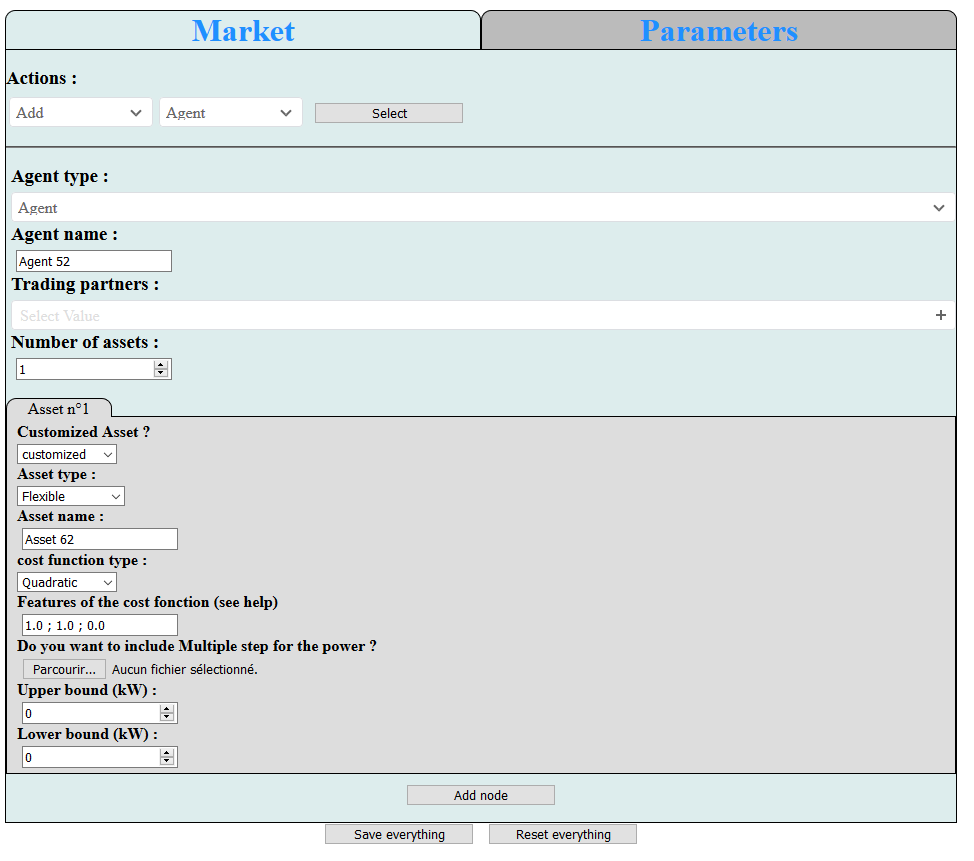 Market Parameters
Actions :
Add Agent Select
Agent type :
Agent
Agent name :
Agent 52
Trading partners :
Select Value +
Number of assets :
1
Asset n°1
Customized Asset ?
customized
Asset type :
Flexible
Asset name :
Asset 62
cost function type :
Quadratic
Features of the cost fonction (see help)
1.0 ; 1.0 ; 0.0
Do you want to include Multiple step for the power ?
Parcourir... Aucun fichier sélectionné.
Upper bound (kW) :
0
Lower bound (kW) :
0
Add node
Save everything Reset everything